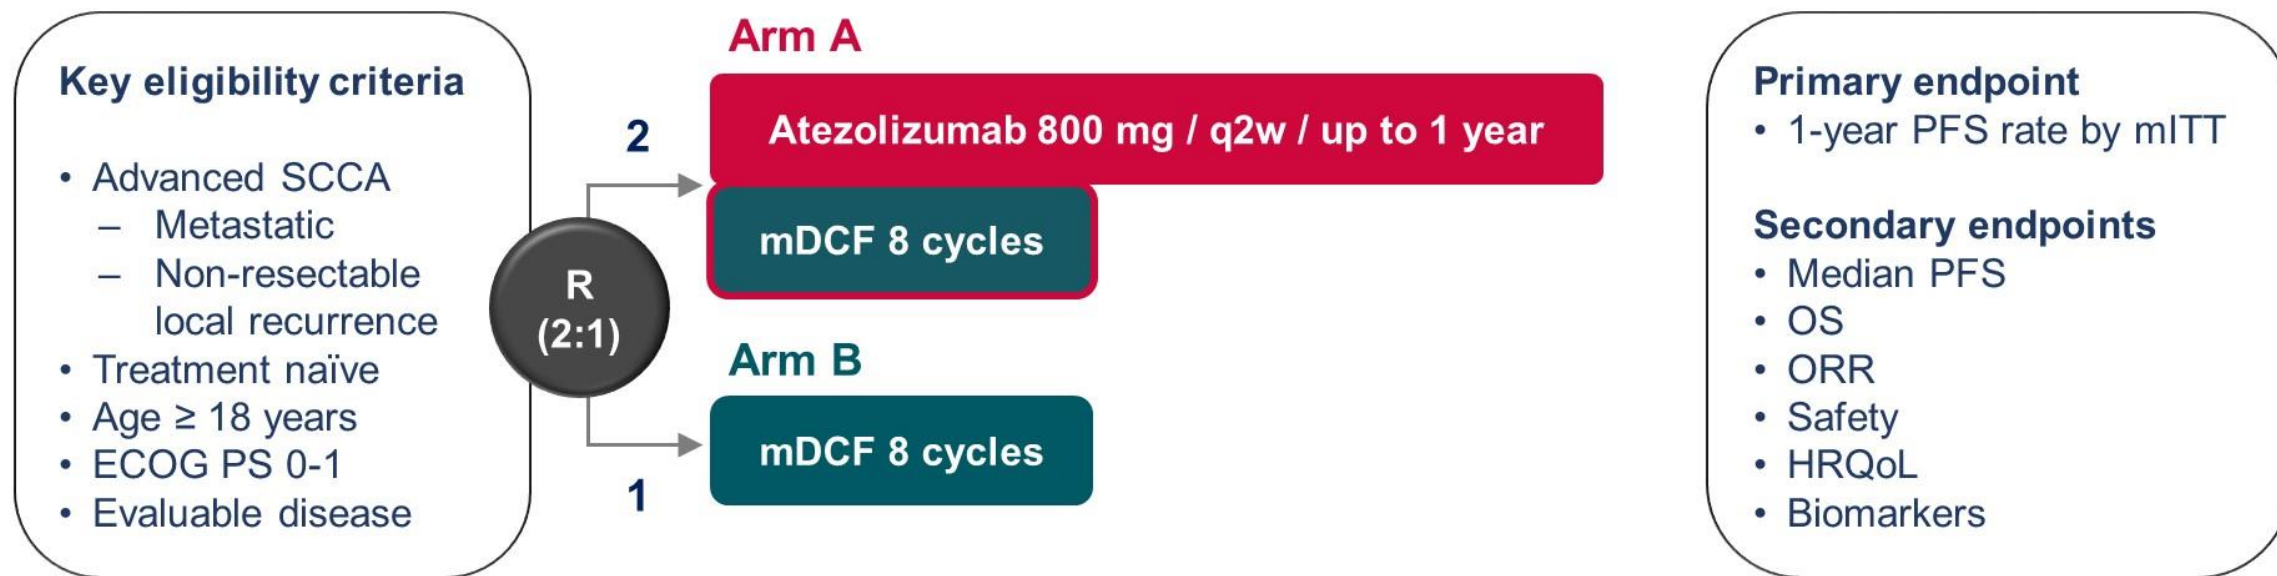 Key eligibility criteria
• Advanced SCCA
– Metastatic
– Non-resectable
local recurrence
• Treatment naïve
• Age ≥ 18 years
• ECOG PS 0-1
• Evaluable disease
R
(2:1)
2
1
Arm A
Atezolizumab 800 mg / q2w / up to 1 year
mDCF 8 cycles
Arm B
mDCF 8 cycles
Primary endpoint
• 1-year PFS rate by mITT
Secondary endpoints
• Median PFS
• OS
• ORR
• Safety
• HRQoL
• Biomarkers